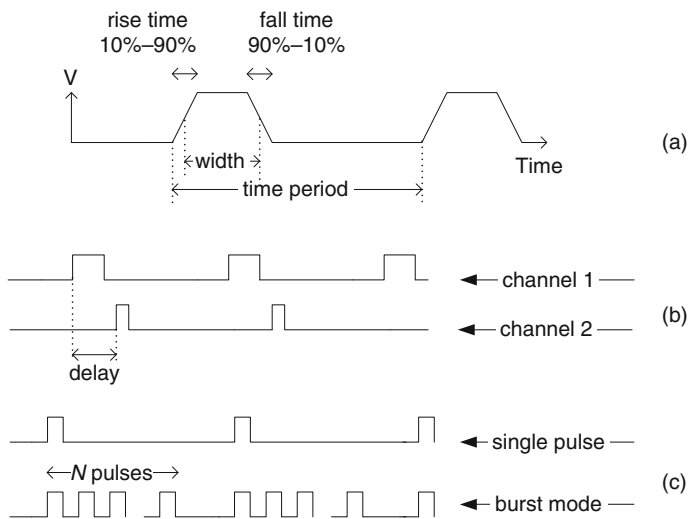 rise time
10%–90%
fall time
90%–10%
V
(a)
width
Time
time period
channel 1
(b)
channel 2
delay
single pulse
N pulses
(c)
burst mode